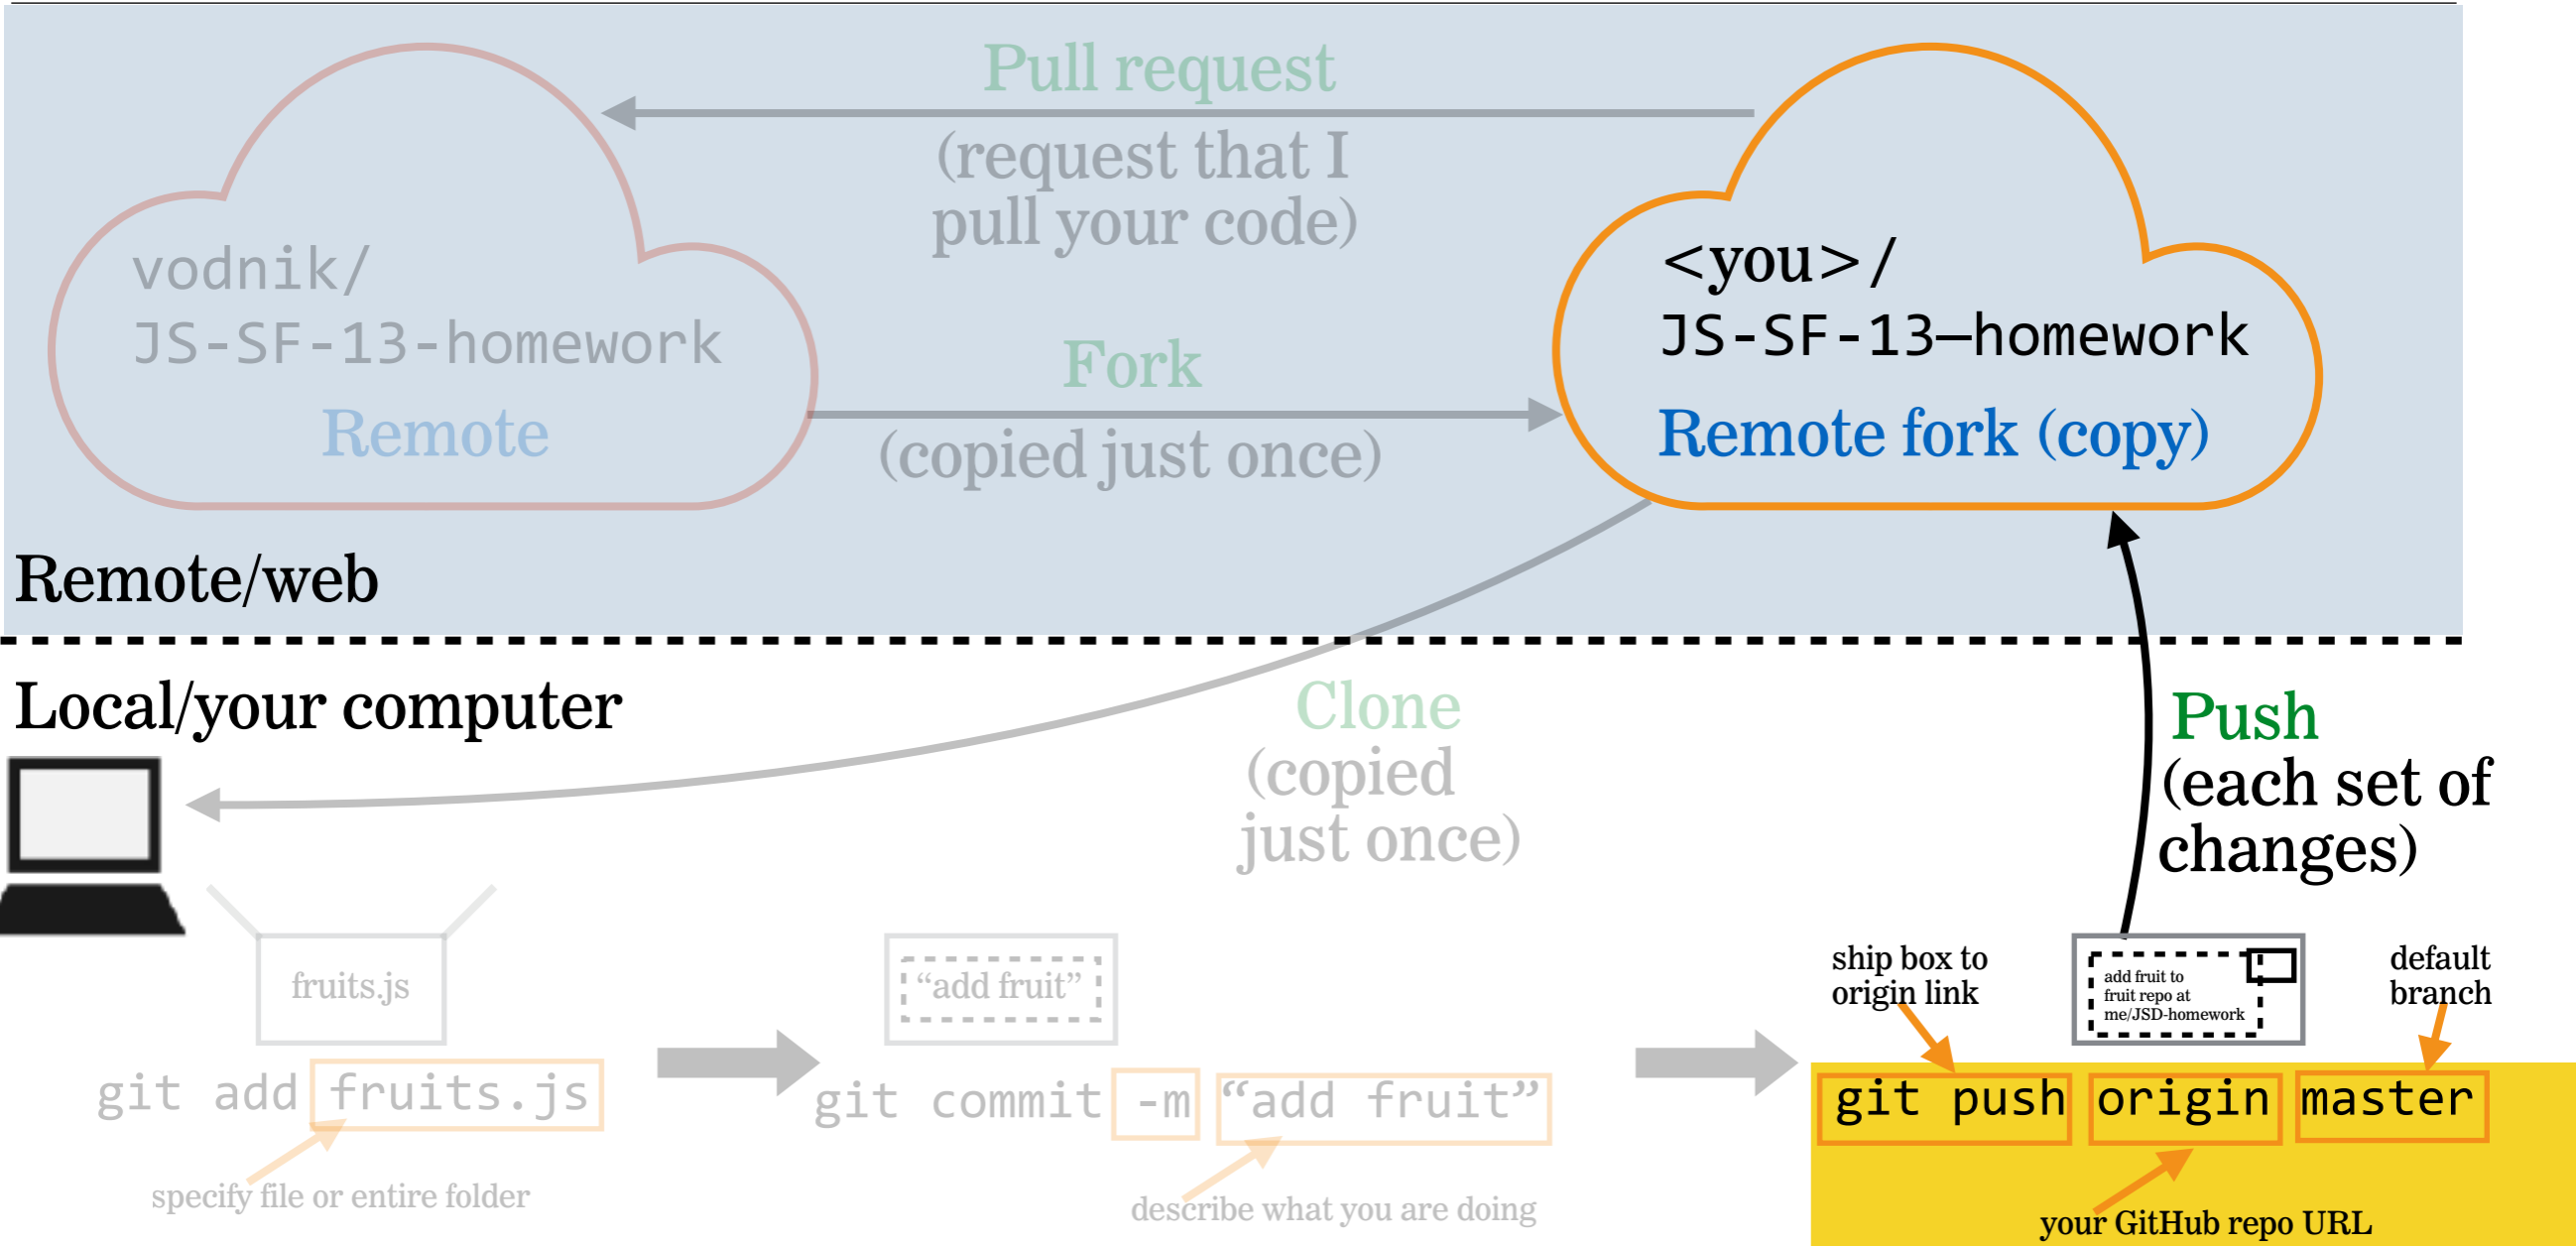 Pull request
(request that I
pull your code)
vodnik/
JS-SF-13-homework
Remote
Fork
(copied just once)
<you>/
JS-SF-13—homework
Remote fork (copy)
Remote/web
Local/your computer
Clone
(copied
just once)
Push
(each set of
changes)
fruits.js
git add fruits.js
specify file or entire folder
“add fruit”
git commit -m “add fruit”
describe what you are doing
ship box to
origin link
add fruit to
fruit repo at
me/JSD-homework
default
branch
git push origin master
your GitHub repo URL